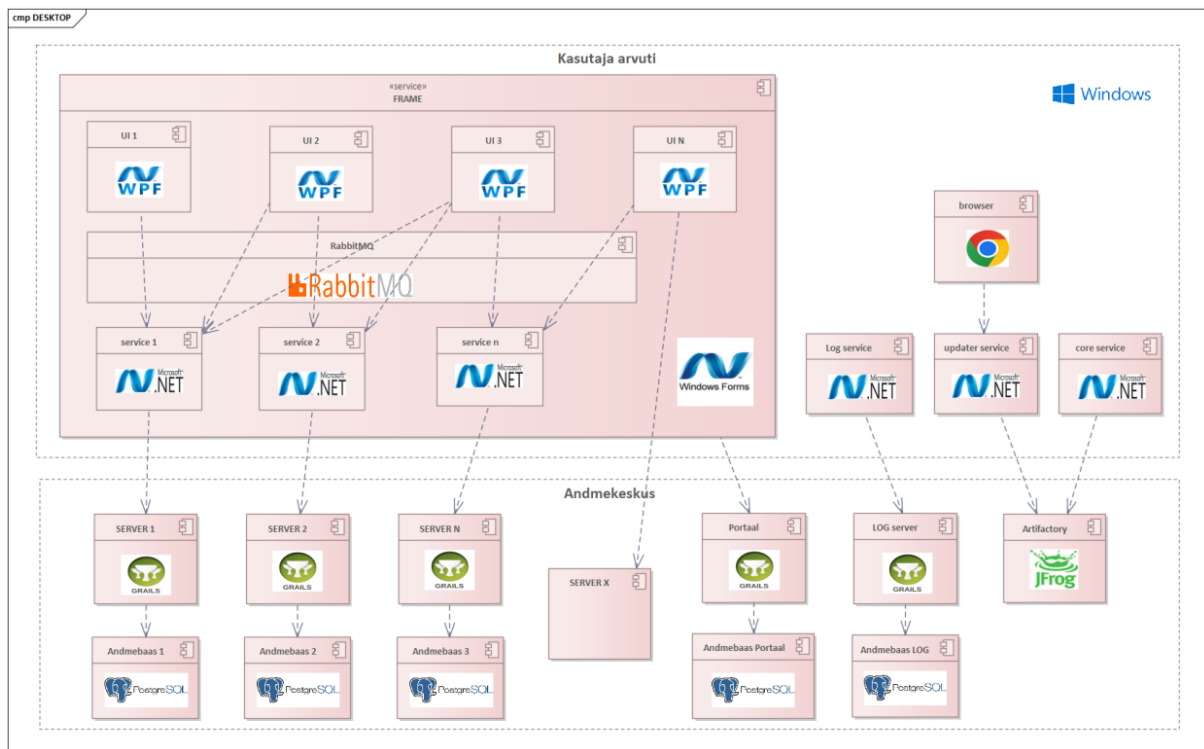 cmp DESKTOP
Kasutaja arvuti
Windows
«service»
FRAME
UI 1
WPF
UI 2
WPF
UI 3
WPF
UI N
WPF
browser
RabbitMQ
RabbitMQ
service 1
Microsoft
.NET
service 2
Microsoft
.NET
service n
Microsoft
.NET
Windows Forms
Log service
Microsoft
.NET
updater service
Microsoft
.NET
core service
Microsoft
.NET
Andmekeskus
SERVER 1
GRAILS
SERVER 2
GRAILS
SERVER N
GRAILS
SERVER X
Portaal
GRAILS
LOG server
GRAILS
Artifactory
JFrog
Andmebaas 1
PostgreSQL
Andmebaas 2
PostgreSQL
Andmebaas 3
PostgreSQL
Andmebaas Portaal
PostgreSQL
Andmebaas LOG
PostgreSQL